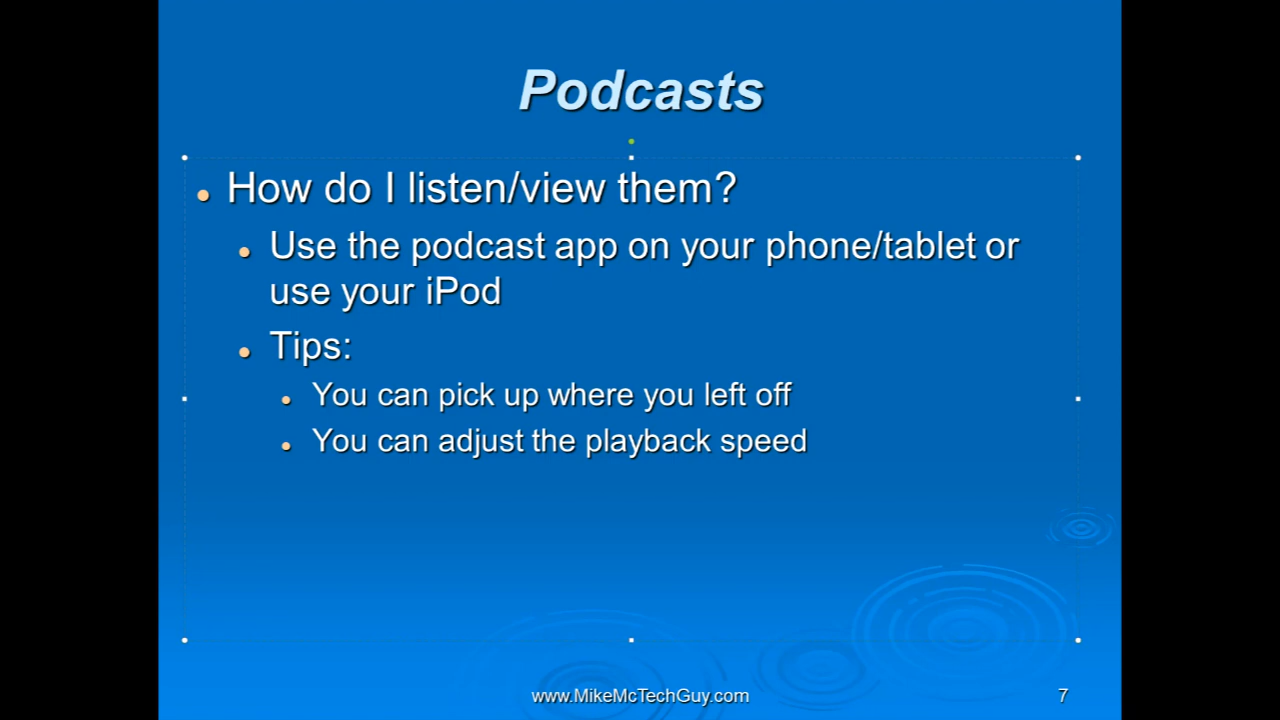 Podcasts
How do I listen/view them?
Use the podcast app on your phone/tablet or
use your iPod
Tips:
You can pick up where you left off
You can adjust the playback speed
www.MikeMcTechGuy.com
7